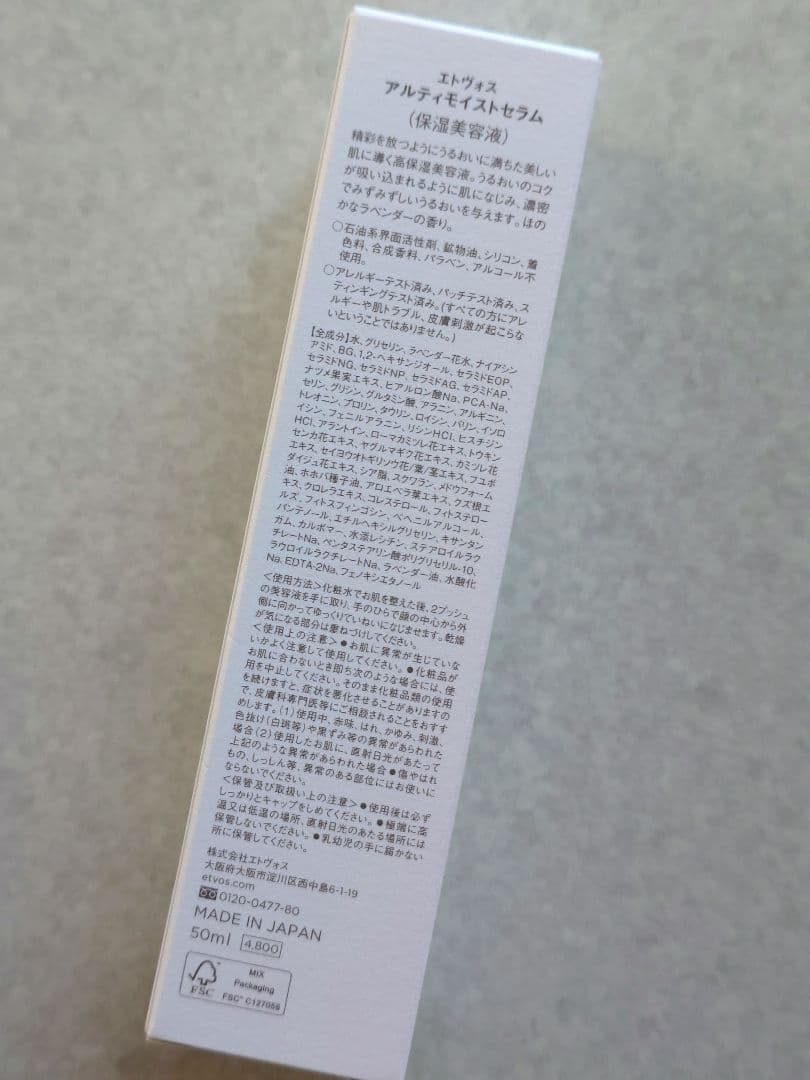 エトヴォス
アルティモイストセラム
(保湿美容液)
精彩を放つようにうるおいに満ちた美しい
肌に導く高保湿美容液。うるおいのコク
が吸い込まれるように肌になじみ、濃密
でみずみずしいうるおいを与えます。ほの
かなラベンダーの香り。
○石油系界面活性剤、鉱物油、シリコン、着
色料、合成香料、パラベン、アルコール不
使用。
○アレルギーテスト済み、パッチテスト済み、ス
ティンギングテスト済み。(すべての方にアレ
ルギーや肌トラブル、皮膚刺激が起こらな
いということではありません。)
【全成分】水、グリセリン、ラベンダー花水、ナイアシン
アミド、BG、1,2-ヘキサンジオール、セラミドEOP、
セラミドNG、セラミドNP、セラミドAG、セラミドAP、
ナツメ果実エキス、ヒアルロン酸Na、PCA-Na、
セリン、グリシン、グルタミン酸、アラニン、アルギニン、
トレオニン、プロリン、タウリン、ロイシン、バリン、イソロ
イシン、フェニルアラニン、リシンHCl、ヒスチジン
HCl、アラントイン、ローマカミツレ花エキス、トウキン
センカ花エキス、ヤグルマギク花エキス、カミツレ花
エキス、セイヨウオトギリソウ花/葉/茎エキス、フユボ
ダイジュ花エキス、シア脂、スクワラン、メドウフォーム
油、ホホバ種子油、アロエベラ葉エキス、クズ根エ
キス、クロレラエキス、コレステロール、フィトステロー
ルズ、フィトスフィンゴシン、ベヘニルアルコール、
パンテノール、エチルヘキシルグリセリン、キサンタン
ガム、カルボマー、水添レシチン、ステアロイルラク
チレートNa、ペンタステアリン酸ポリグリセリル-10、
ラウロイルラクチレートNa、ラベンダー油、水酸化
Na、EDTA-2Na、フェノキシエタノール
<使用方法>化粧水でお肌を整えた後、2プッシュ
の美容液を手に取り、手のひらで顔の中心から外
側に向かってゆっくりていねいになじませます。乾燥
が気になる部分は重ねづけしてください。
<使用上の注意>●お肌に異常が生じていな
いかよく注意して使用してください。●化粧品が
お肌に合わないとき即ち次のような場合には、使
用を中止してください。そのまま化粧品類の使用
を続けますと、症状を悪化させることがありますの
で、皮膚科専門医等にご相談されることをおすす
めします。(1)使用中、赤味、はれ、かゆみ、刺激、
色抜け(白斑等)や黒ずみ等の異常があらわれた
場合(2)使用したお肌に、直射日光があたって
上記のような異常があらわれた場合●傷やはれ
もの、しっしん等、異常のある部位にはお使いに
ならないでください。
<保管及び取扱い上の注意>●使用後は必ず
しっかりとキャップをしめてください。●極端に高
温又は低温の場所、直射日光のあたる場所には
保管しないでください。●乳幼児の手に届かない
所に保管してください。
株式会社エトヴォス
大阪府大阪市淀川区西中島6-1-19
etvos.com
0120-0477-80
MADE IN JAPAN
50ml 4,800
FSC
MIX
Packaging
FSC® C127056